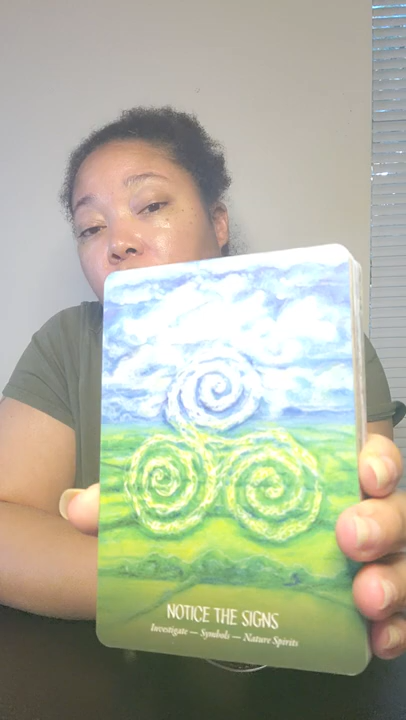 NOTICE THE SIGNS
Investigate — Symbols — Nature Spirits